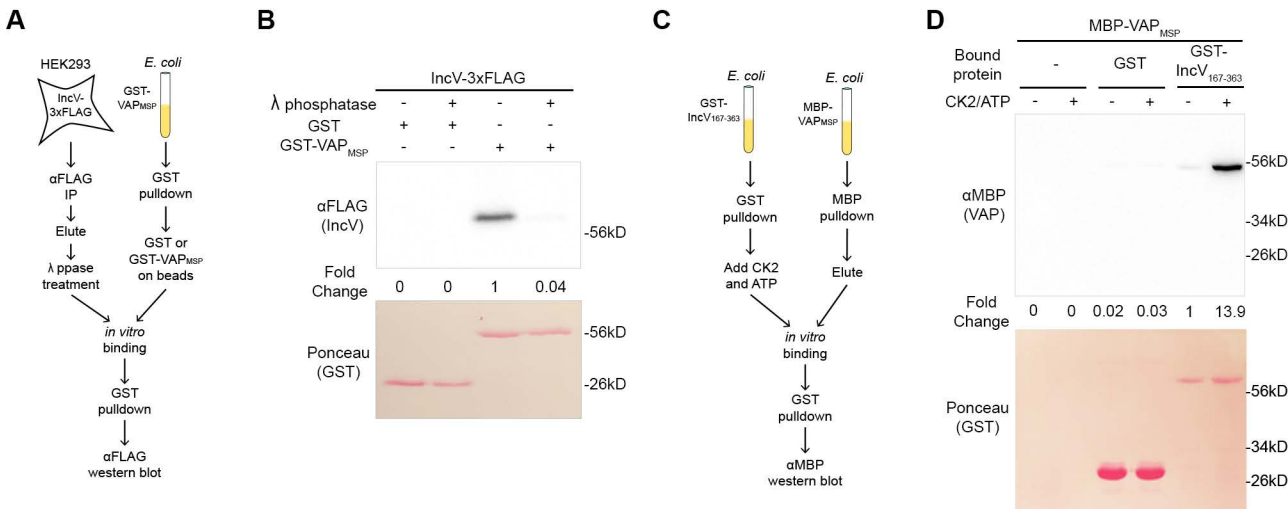 A
HEK293
IncV-
3xFLAG
E. coli
GST-
VAPMSP
αFLAG
IP
Elute
λ ppase
treatment
GST
pulldown
GST or
GST-VAPMSP
on beads
in vitro
binding
GST
pulldown
αFLAG
western blot
B
IncV-3xFLAG
λ phosphatase - + - +
GST + + - -
GST-VAPMSP - - + +
αFLAG
(IncV)
-56kD
Fold
Change
0 0 1 0.04
Ponceau
(GST)
-56kD
-26kD
C
E. coli
GST-
IncV167-363
E. coli
MBP-
VAPMSP
GST
pulldown
Add CK2
and ATP
MBP
pulldown
Elute
in vitro
binding
GST
pulldown
αMBP
western blot
D
MBP-VAPMSP
Bound
protein
-
GST
GST-
IncV167-363
CK2/ATP - + - + - +
αMBP
(VAP)
-56kD
-34kD
-26kD
Fold
Change
0 0 0.02 0.03 1 13.9
Ponceau
(GST)
-56kD
-34kD
-26kD